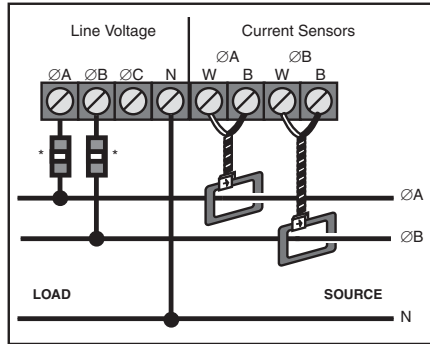 Line Voltage Current Sensors
ØA ØB
ØA ØB ØC N W B W B
* *
ØA
ØB
LOAD SOURCE
N